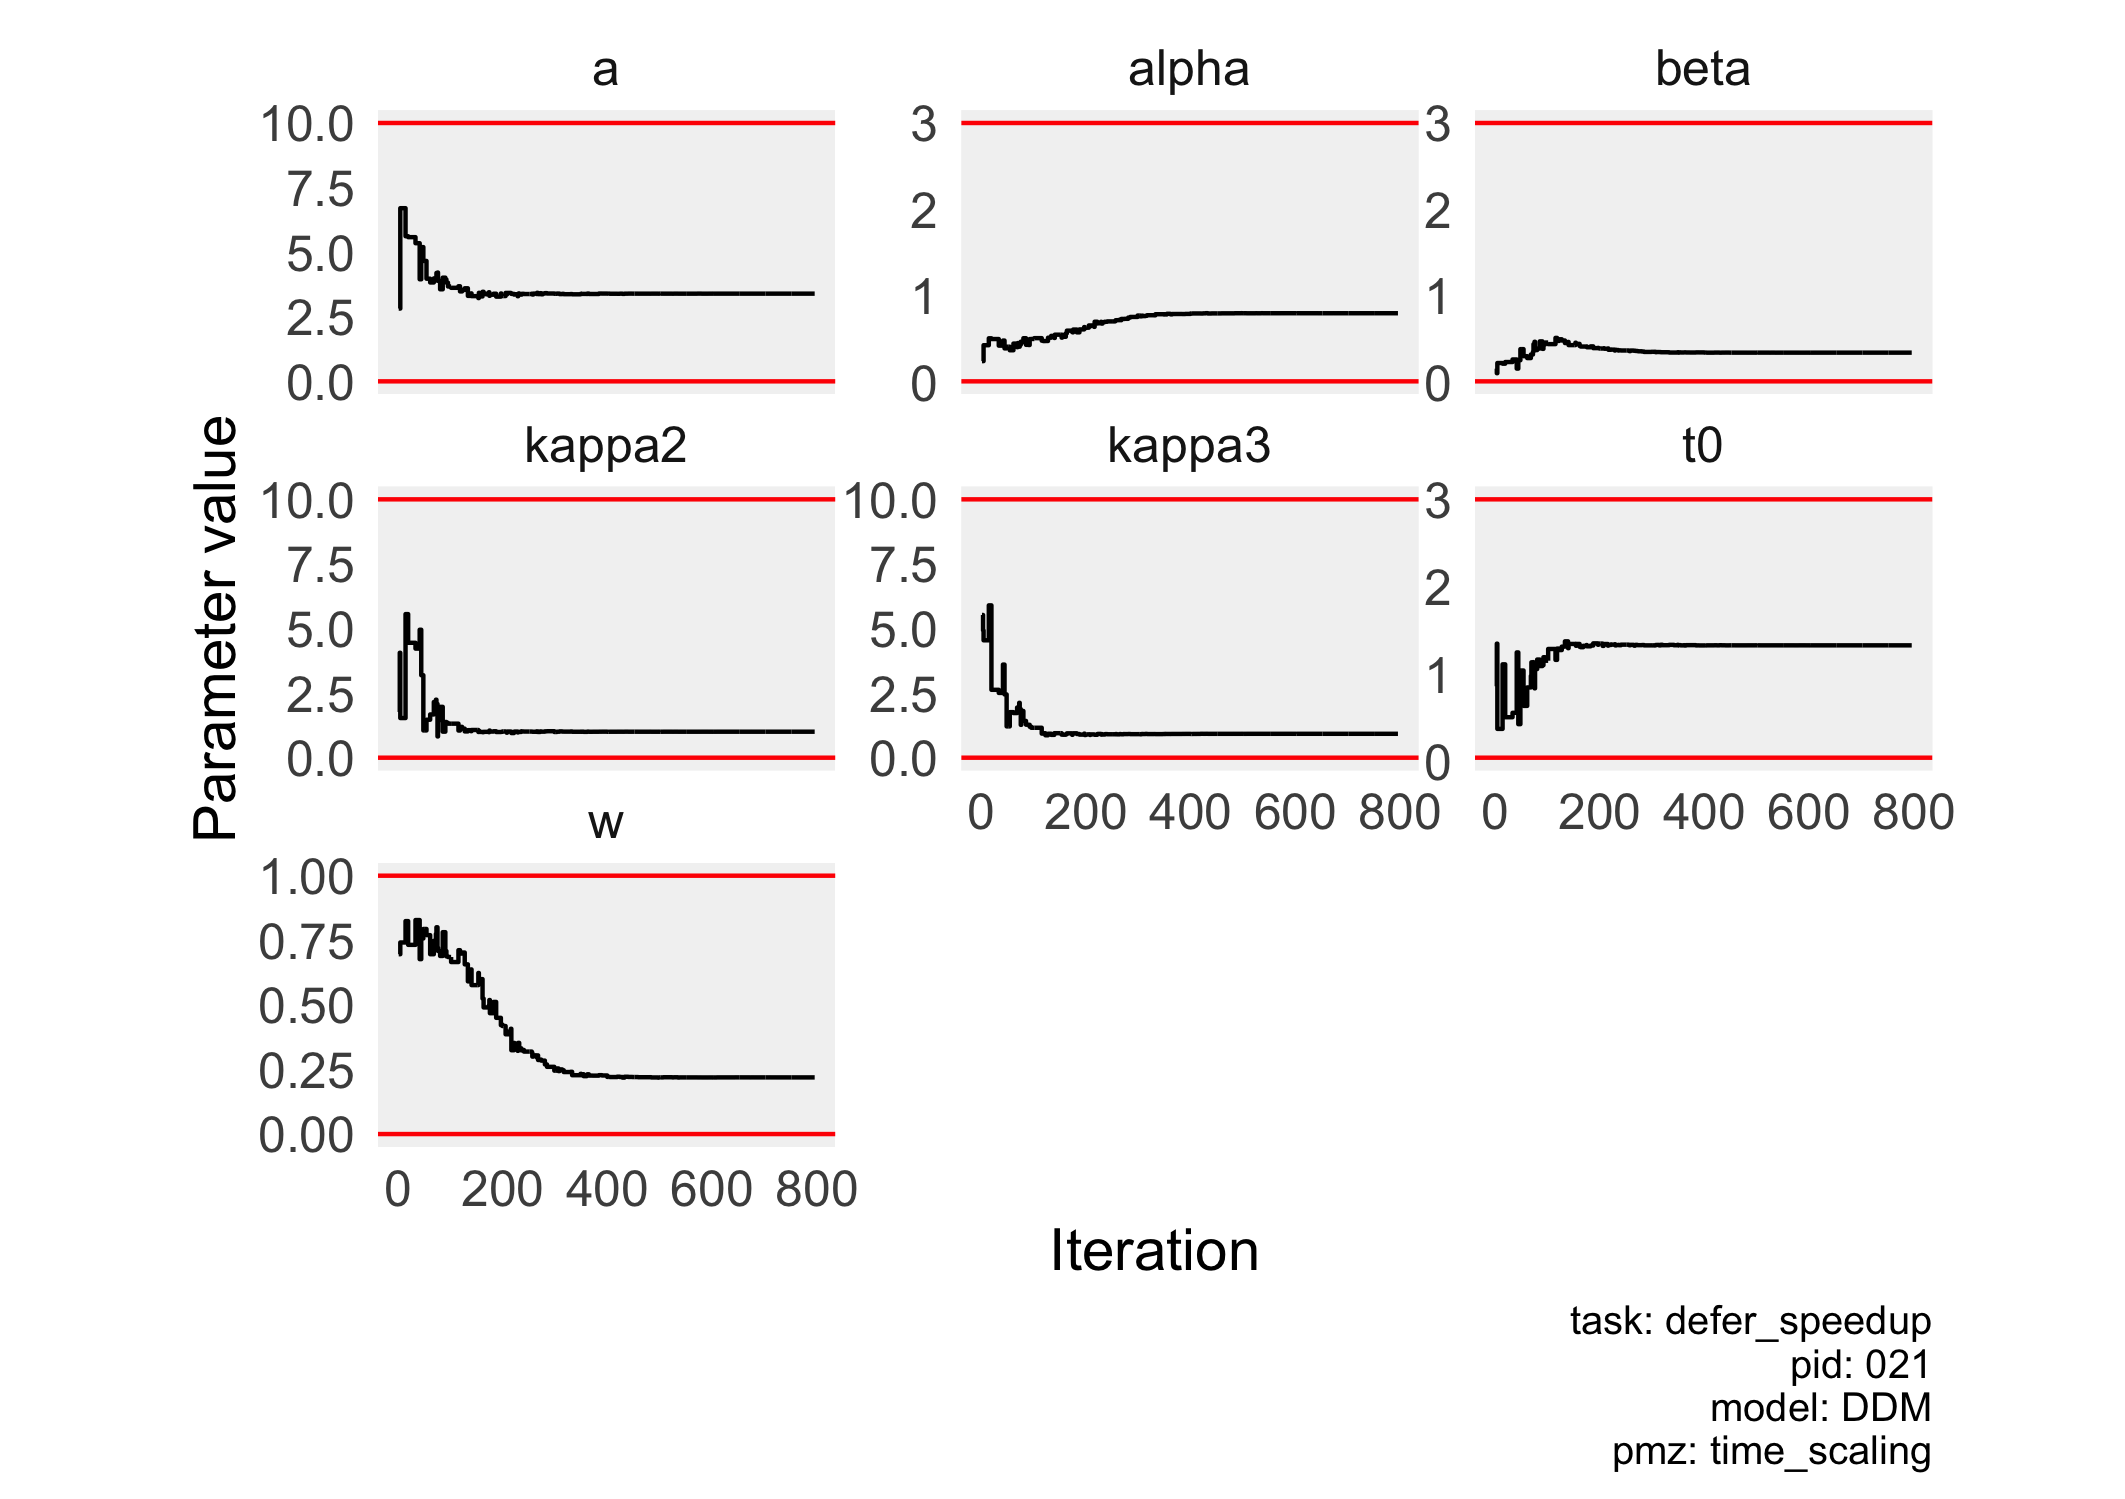 a
alpha
beta
10.0
7.5
5.0
2.5
0.0
3
2
1
0
3
2
1
0
kappa2
kappa3
t0
10.0
7.5
5.0
2.5
0.0
10.0
7.5
5.0
2.5
0.0
3
2
1
0
0 200 400 600 800
0 200 400 600 800
w
1.00
0.75
0.50
0.25
0.00
0 200 400 600 800
Parameter value
Iteration
task: defer_speedup
pid: 021
model: DDM
pmz: time_scaling